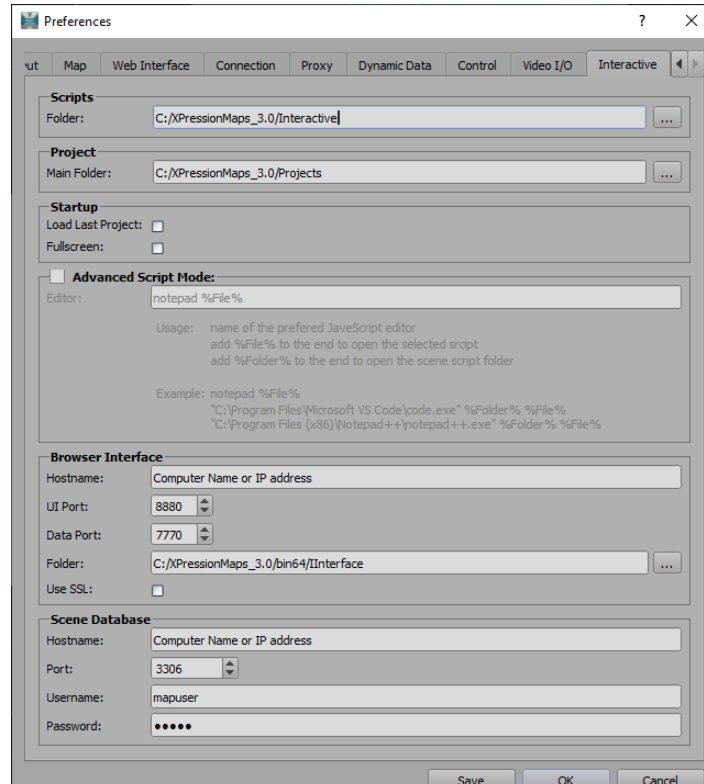 Preferences
?
ut Map Web Interface Connection Proxy Dynamic Data Control Video I/O Interactive
Scripts
Folder: C:/XPressionMaps_3.0/Interactive ...
Project
Main Folder: C:/XPressionMaps_3.0/Projects ...
Startup
Load Last Project:
Fullscreen:
Advanced Script Mode:
Editor: notepad %File%
Usage: name of the prefered JaveScript editor
add %File% to the end to open the selected srcipt
add %Folder% to the end to open the scene script folder
Example: notepad %File%
"C:\Program Files\Microsoft VS Code\code.exe" %Folder% %File%
"C:\Program Files (x86)\Notepad++\notepad++.exe" %Folder% %File%
Browser Interface
Hostname: Computer Name or IP address
UI Port: 8880
Data Port: 7770
Folder: C:/XPressionMaps_3.0/bin64/IInterface ...
Use SSL:
Scene Database
Hostname: Computer Name or IP address
Port: 3306
Username: mapuser
Password: •••••
Save OK Cancel